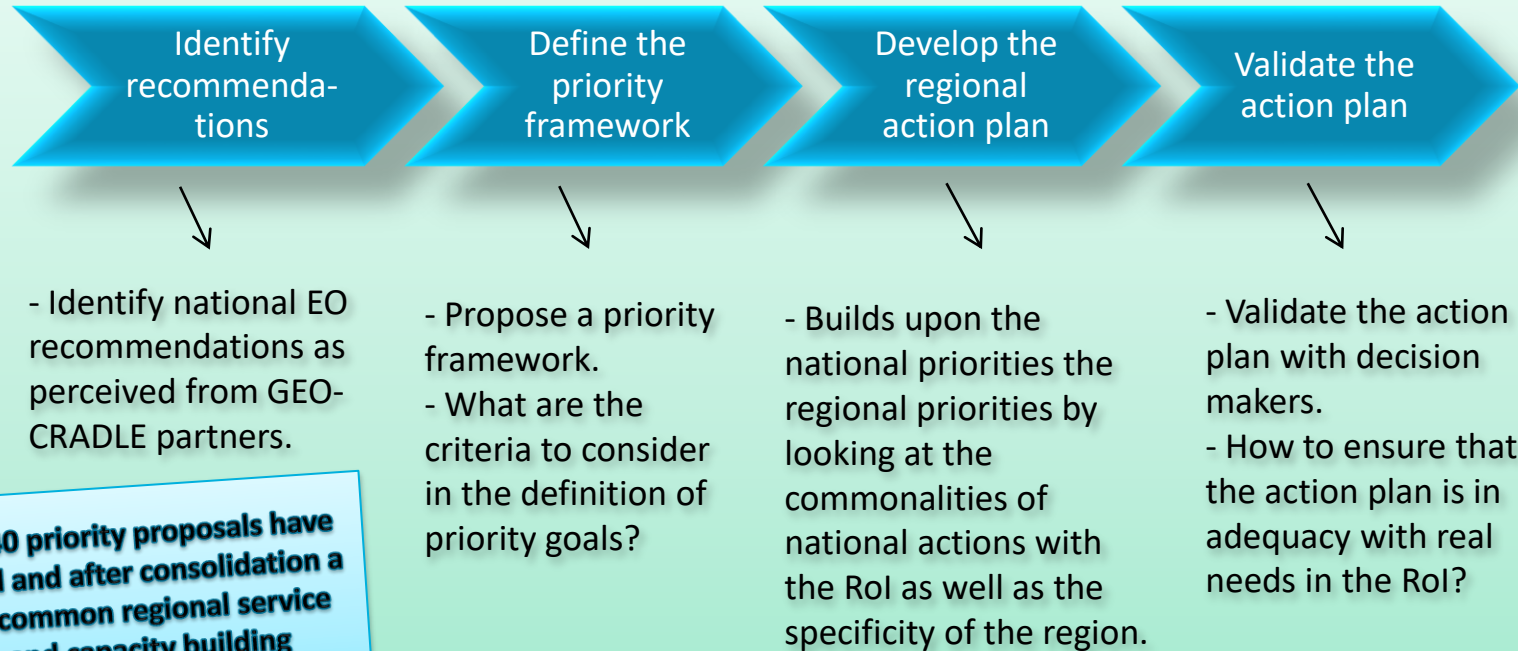 Identify
recommenda-
tions
Define the
priority
framework
Develop the
regional
action plan
Validate the
action plan
- Identify national EO
recommendations as
perceived from GEO-
CRADLE partners.
- Propose a priority
framework.
- What are the
criteria to consider
in the definition of
priority goals?
- Builds upon the
national priorities the
regional priorities by
looking at the
commonalities of
national actions with
the RoI as well as the
specificity of the region.
- Validate the action
plan with decision
makers.
- How to ensure that
the action plan is in
adequacy with real
needs in the RoI?
priority proposals have
and after consolidation a
common regional service
capacity building